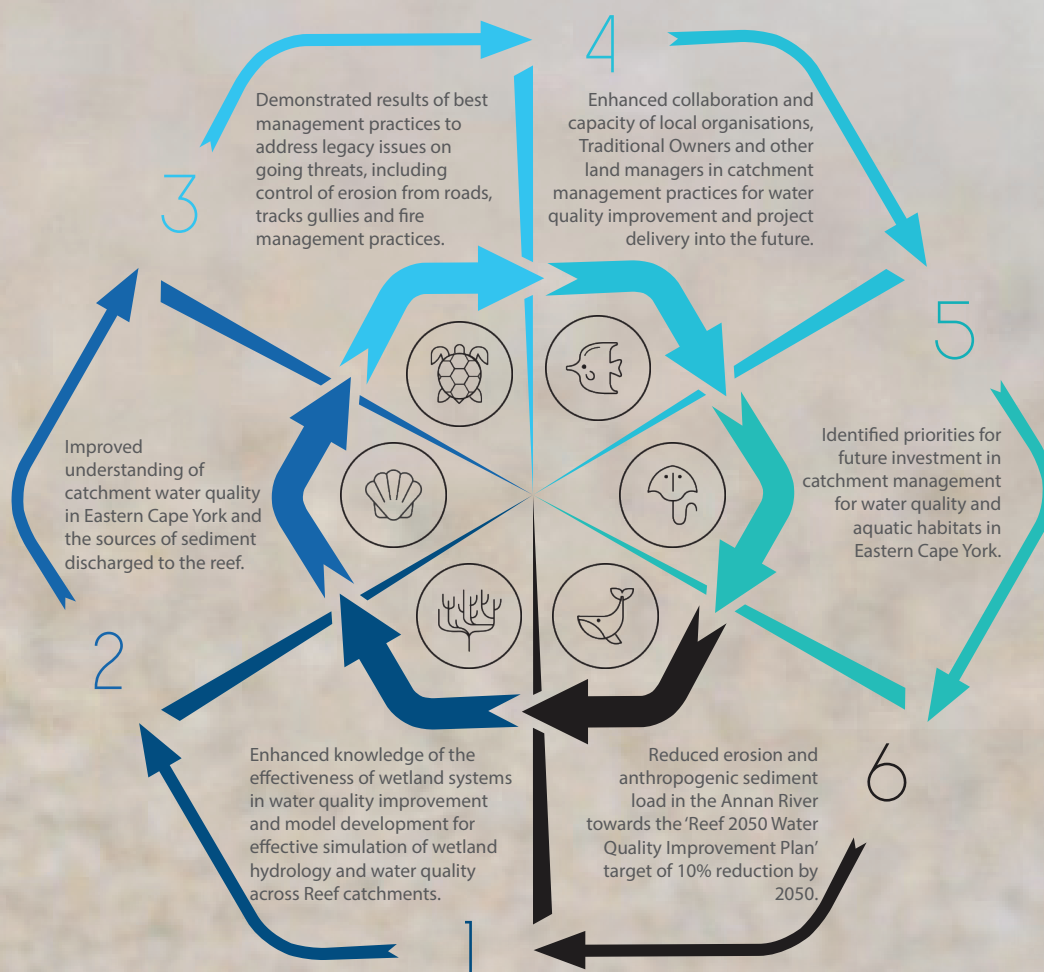 1
Enhanced knowledge of the
effectiveness of wetland systems
in water quality improvement
and model development for
effective simulation of wetland
hydrology and water quality
across Reef catchments.
2
Improved
understanding of
catchment water quality
in Eastern Cape York and
the sources of sediment
discharged to the reef.
3
Demonstrated results of best
management practices to
address legacy issues on
going threats, including
control of erosion from roads,
tracks gullies and fire
management practices.
4
Enhanced collaboration and
capacity of local organisations,
Traditional Owners and other
land managers in catchment
management practices for water
quality improvement and project
delivery into the future.
5
Identified priorities for
future investment in
catchment management
for water quality and
aquatic habitats in
Eastern Cape York.
6
Reduced erosion and
anthropogenic sediment
load in the Annan River
towards the ‘Reef 2050 Water
Quality Improvement Plan’
target of 10% reduction by
2050.